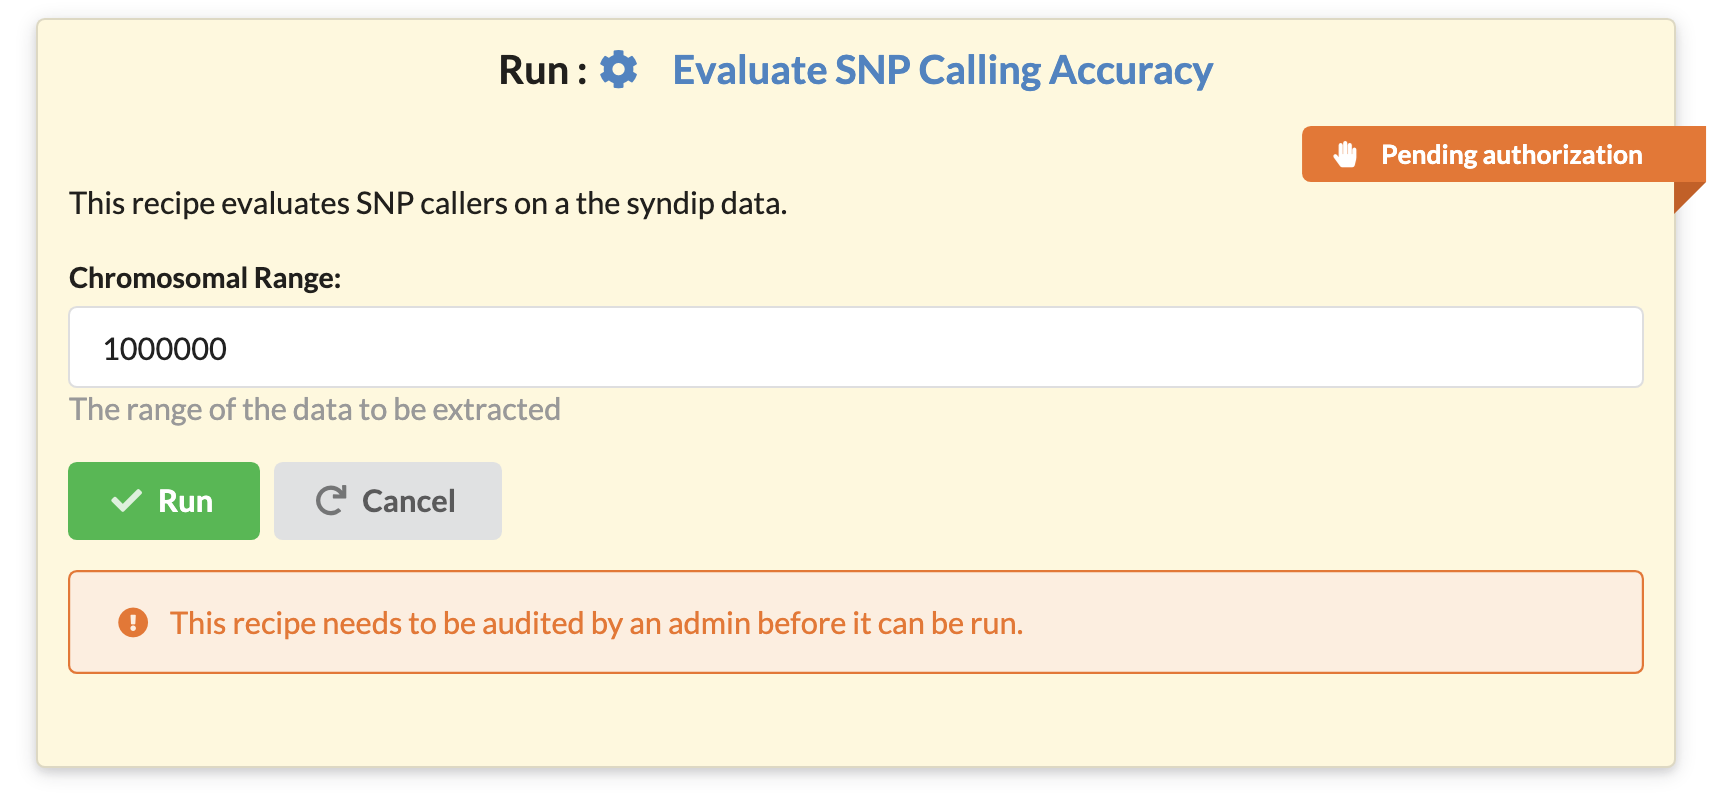 Run : Evaluate SNP Calling Accuracy
Pending authorization
This recipe evaluates SNP callers on a the syndip data.
Chromosomal Range:
1000000
The range of the data to be extracted
Run Cancel
This recipe needs to be audited by an admin before it can be run.